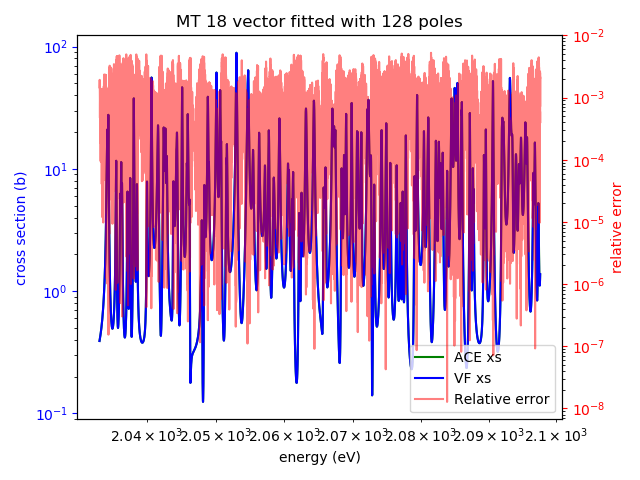 MT 18 vector fitted with 128 poles
10²
10¹
10⁰
10⁻¹
cross section (b)
10⁻²
10⁻³
10⁻⁴
10⁻⁵
10⁻⁶
10⁻⁷
10⁻⁸
relative error
ACE xs
VF xs
Relative error
2.04 × 10³ 2.05 × 10³ 2.06 × 10³ 2.07 × 10³ 2.08 × 10³ 2.09 × 10³ 2.1 × 10³
energy (eV)